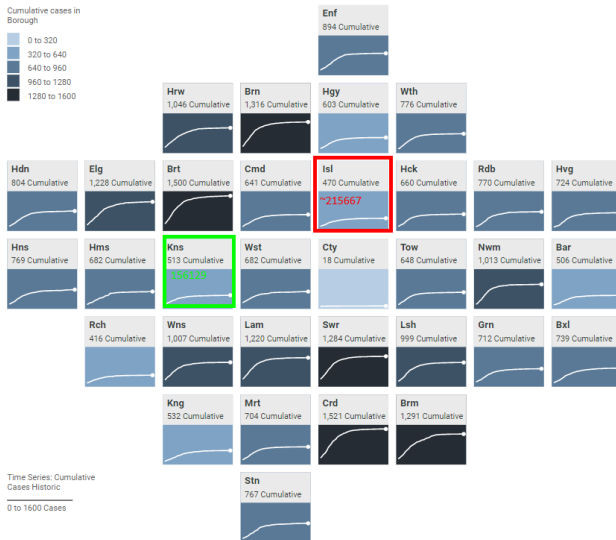 Cumulative cases in
Borough
0 to 320
320 to 640
640 to 960
960 to 1280
1280 to 1600
Enf
894 Cumulative
Hrw
1,046 Cumulative
Brn
1,316 Cumulative
Hgy
603 Cumulative
Wth
776 Cumulative
Hdn
804 Cumulative
Elg
1,228 Cumulative
Brt
1,500 Cumulative
Cmd
641 Cumulative
Isl
470 Cumulative
~215667
Hck
660 Cumulative
Rdb
770 Cumulative
Hvg
724 Cumulative
Hns
769 Cumulative
Hms
682 Cumulative
Kns
513 Cumulative
Wst
682 Cumulative
Cty
18 Cumulative
Tow
648 Cumulative
Nwm
1,013 Cumulative
Bar
506 Cumulative
Rch
416 Cumulative
Wns
1,007 Cumulative
Lam
1,220 Cumulative
Swr
1,284 Cumulative
Lsh
999 Cumulative
Grn
712 Cumulative
Bxl
739 Cumulative
Kng
532 Cumulative
Mrt
704 Cumulative
Crd
1,521 Cumulative
Brm
1,291 Cumulative
Stn
767 Cumulative
Time Series: Cumulative
Cases Historic
0 to 1600 Cases